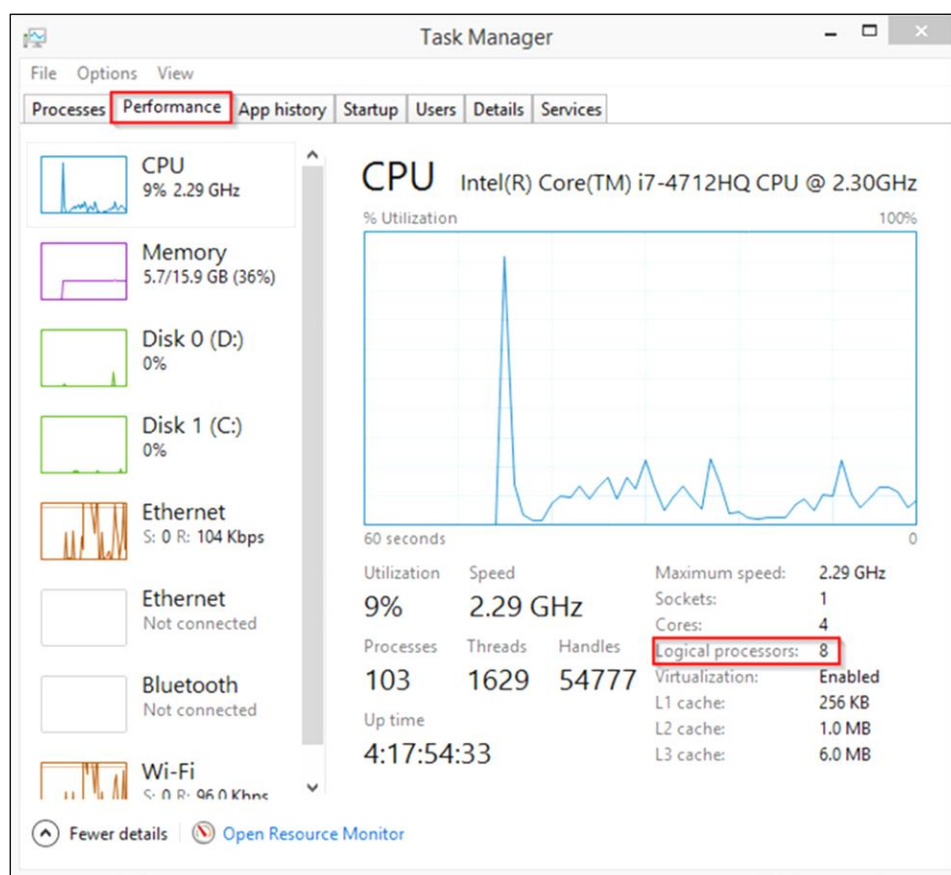 Task Manager
File Options View
Processes Performance App history Startup Users Details Services
CPU
9% 2.29 GHz
Memory
5.7/15.9 GB (36%)
Disk 0 (D:)
0%
Disk 1 (C:)
0%
Ethernet
S: 0 R: 104 Kbps
Ethernet
Not connected
Bluetooth
Not connected
Wi-Fi
S: 0 R: 96.0 Kbps
CPU Intel(R) Core(TM) i7-4712HQ CPU @ 2.30GHz
% Utilization 100%
60 seconds 0
Utilization Speed
9% 2.29 GHz
Processes Threads Handles
103 1629 54777
Up time
4:17:54:33
Maximum speed: 2.29 GHz
Sockets: 1
Cores: 4
Logical processors: 8
Virtualization: Enabled
L1 cache: 256 KB
L2 cache: 1.0 MB
L3 cache: 6.0 MB
Fewer details Open Resource Monitor